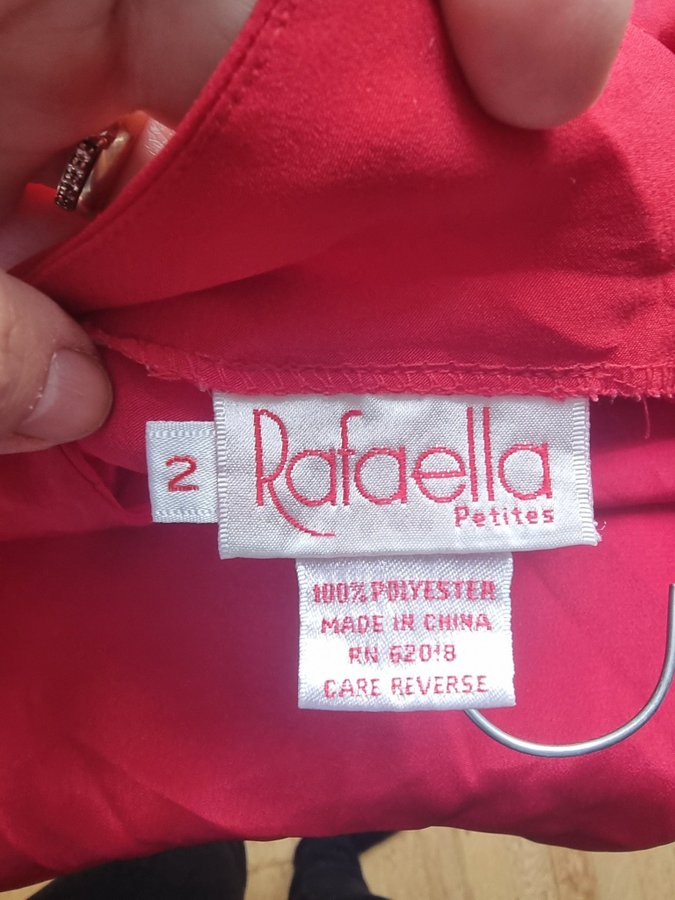 2
Rafaella
Petites
100% POLYESTER
MADE IN CHINA
RN 62018
CARE REVERSE